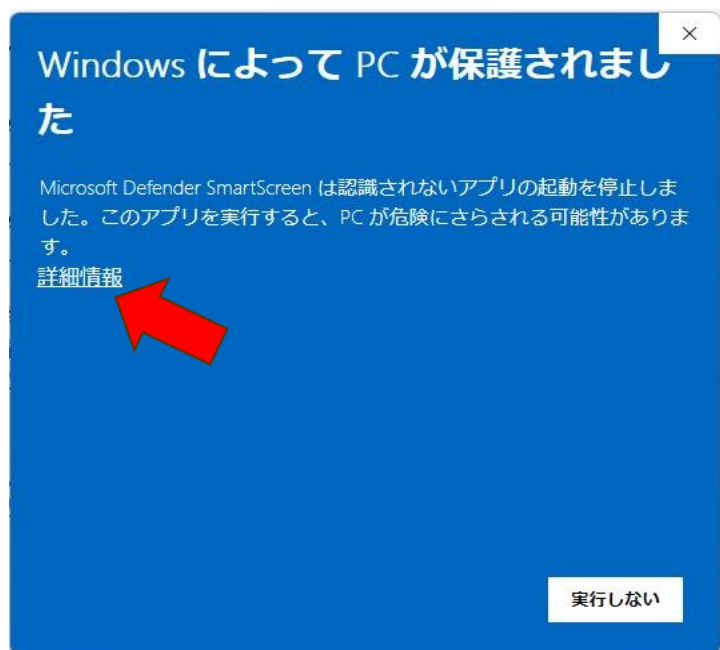 Windows によって PC が保護されまし
た
Microsoft Defender SmartScreen は認識されないアプリの起動を停止しま
した。このアプリを実行すると、PC が危険にさらされる可能性がありま
す。
詳細情報
実行しない